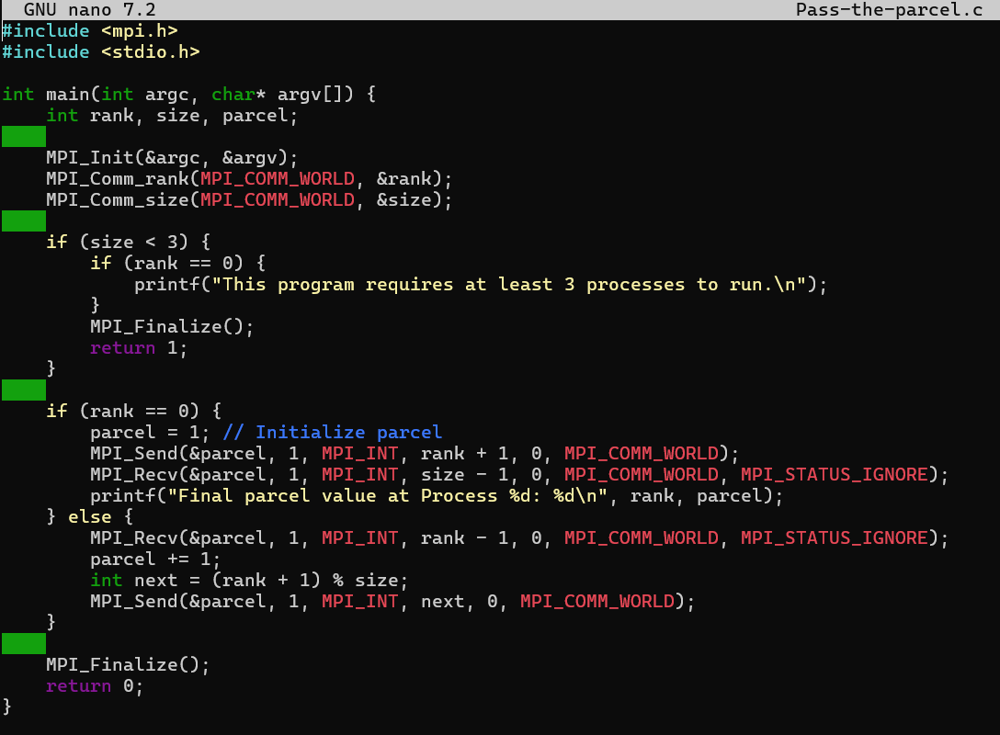 GNU nano 7.2 Pass-the-parcel.c
#include <mpi.h>
#include <stdio.h>

int main(int argc, char* argv[]) {
    int rank, size, parcel;

    MPI_Init(&argc, &argv);
    MPI_Comm_rank(MPI_COMM_WORLD, &rank);
    MPI_Comm_size(MPI_COMM_WORLD, &size);

    if (size < 3) {
        if (rank == 0) {
            printf("This program requires at least 3 processes to run.\n");
        }
        MPI_Finalize();
        return 1;
    }

    if (rank == 0) {
        parcel = 1; // Initialize parcel
        MPI_Send(&parcel, 1, MPI_INT, rank + 1, 0, MPI_COMM_WORLD);
        MPI_Recv(&parcel, 1, MPI_INT, size - 1, 0, MPI_COMM_WORLD, MPI_STATUS_IGNORE);
        printf("Final parcel value at Process %d: %d\n", rank, parcel);
    } else {
        MPI_Recv(&parcel, 1, MPI_INT, rank - 1, 0, MPI_COMM_WORLD, MPI_STATUS_IGNORE);
        parcel += 1;
        int next = (rank + 1) % size;
        MPI_Send(&parcel, 1, MPI_INT, next, 0, MPI_COMM_WORLD);
    }

    MPI_Finalize();
    return 0;
}